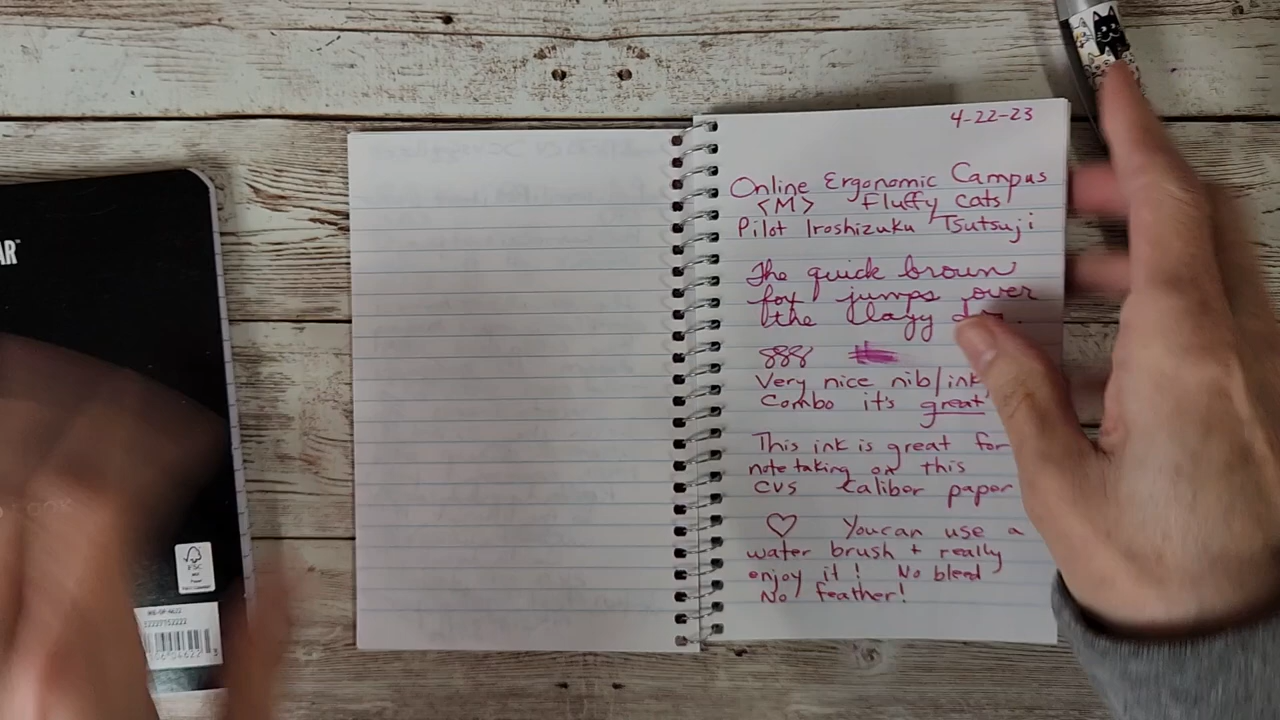 4-22-23
Online Ergonomic Campus
<M> Fluffy cats
Pilot Iroshizuku Tsutsuji
The quick brown
fox jumps over
the lazy
888
Very nice nib/ink
Combo it's great
This ink is great for
note taking on this
CVS Caliber paper
You can use a
water brush + really
enjoy it! No bleed
No feather!
FSC